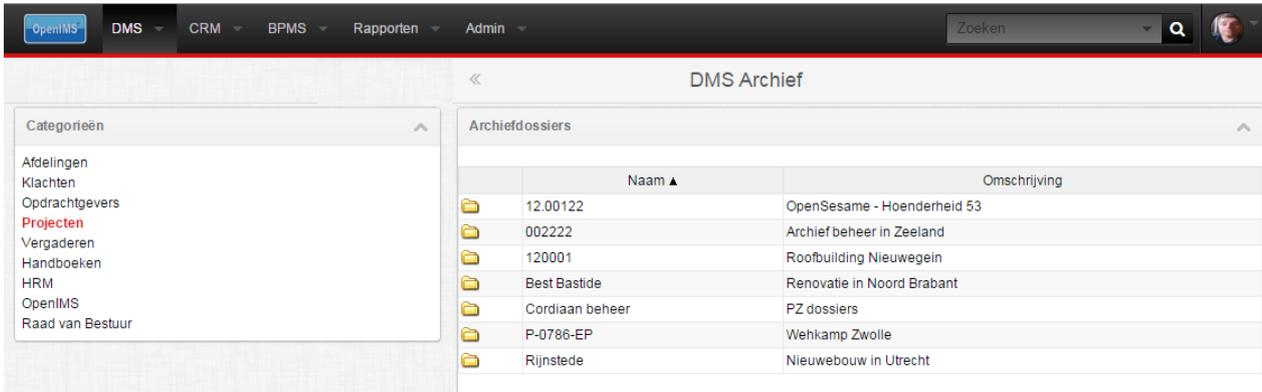 OpenIMS DMS CRM BPMS Rapporten Admin Zoeken
DMS Archief
Categorieën
Afdelingen
Klachten
Opdrachtgevers
Projecten
Vergaderen
Handboeken
HRM
OpenIMS
Raad van Bestuur
Archiefdossiers
Naam ▲ Omschrijving
12.00122 OpenSesame - Hoenderheid 53
002222 Archief beheer in Zeeland
120001 Roofbuilding Nieuwegein
Best Bastide Renovatie in Noord Brabant
Cordiaan beheer PZ dossiers
P-0786-EP Wehkamp Zwolle
Rijnstede Nieuwebouw in Utrecht